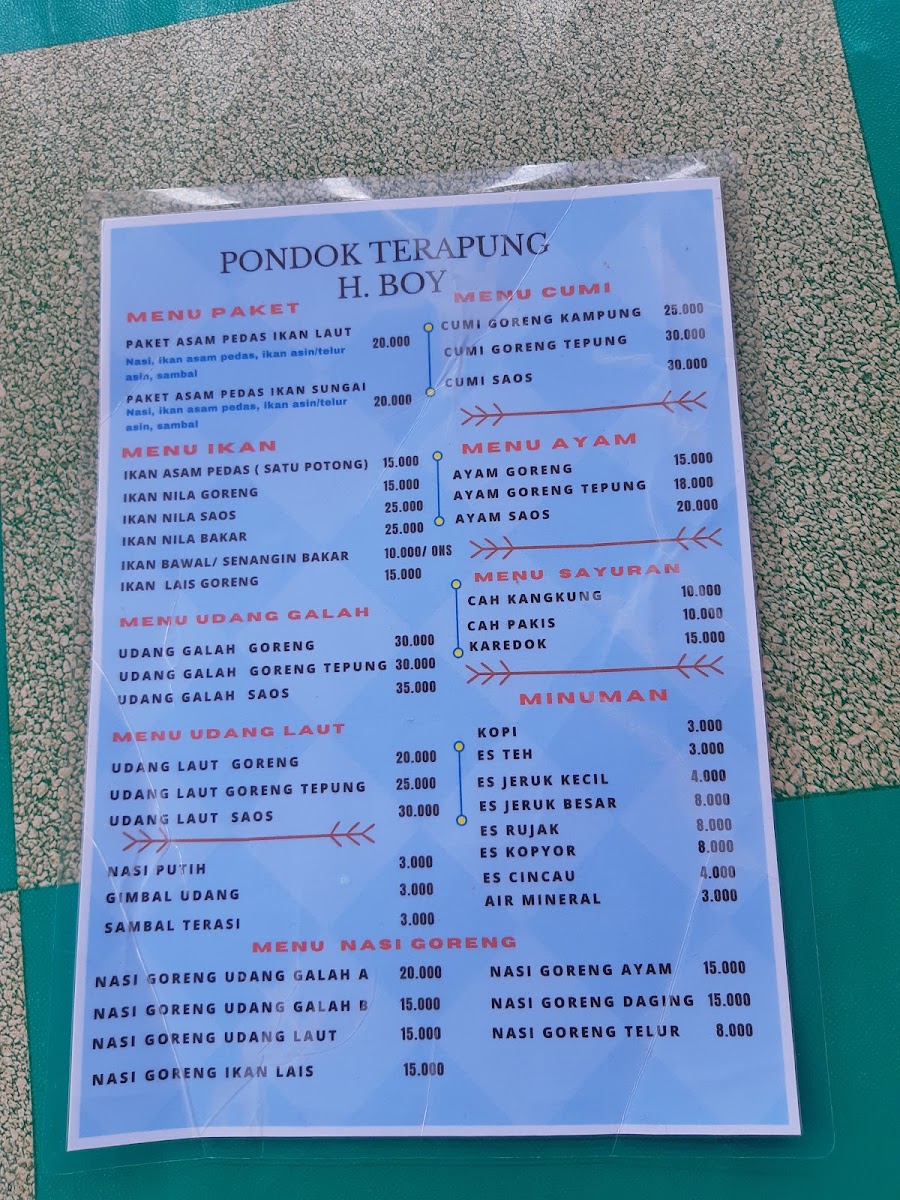 PONDOK TERAPUNG
H. BOY
MENU PAKET
PAKET ASAM PEDAS IKAN LAUT 20.000
Nasi, ikan asam pedas, ikan asin/telur
asin, sambal
PAKET ASAM PEDAS IKAN SUNGAI 20.000
Nasi, ikan asam pedas, ikan asin/telur
asin, sambal
MENU IKAN
IKAN ASAM PEDAS ( SATU POTONG) 15.000
IKAN NILA GORENG 15.000
IKAN NILA SAOS 25.000
IKAN NILA BAKAR 25.000
IKAN BAWAL/ SENANGIN BAKAR 10.000/ ONS
IKAN LAIS GORENG 15.000
MENU UDANG GALAH
UDANG GALAH GORENG 30.000
UDANG GALAH GORENG TEPUNG 30.000
UDANG GALAH SAOS 35.000
MENU UDANG LAUT
UDANG LAUT GORENG 20.000
UDANG LAUT GORENG TEPUNG 25.000
UDANG LAUT SAOS 30.000
NASI PUTIH 3.000
GIMBAL UDANG 3.000
SAMBAL TERASI 3.000
MENU CUMI
CUMI GORENG KAMPUNG 25.000
CUMI GORENG TEPUNG 30.000
CUMI SAOS 30.000
MENU AYAM
AYAM GORENG 15.000
AYAM GORENG TEPUNG 18.000
AYAM SAOS 20.000
MENU SAYURAN
CAH KANGKUNG 10.000
CAH PAKIS 10.000
KAREDOK 15.000
MINUMAN
KOPI 3.000
ES TEH 3.000
ES JERUK KECIL 4.000
ES JERUK BESAR 8.000
ES RUJAK 8.000
ES KOPYOR 8.000
ES CINCAU 4.000
AIR MINERAL 3.000
MENU NASI GORENG
NASI GORENG UDANG GALAH A 20.000
NASI GORENG UDANG GALAH B 15.000
NASI GORENG UDANG LAUT 15.000
NASI GORENG IKAN LAIS 15.000
NASI GORENG AYAM 15.000
NASI GORENG DAGING 15.000
NASI GORENG TELUR 8.000